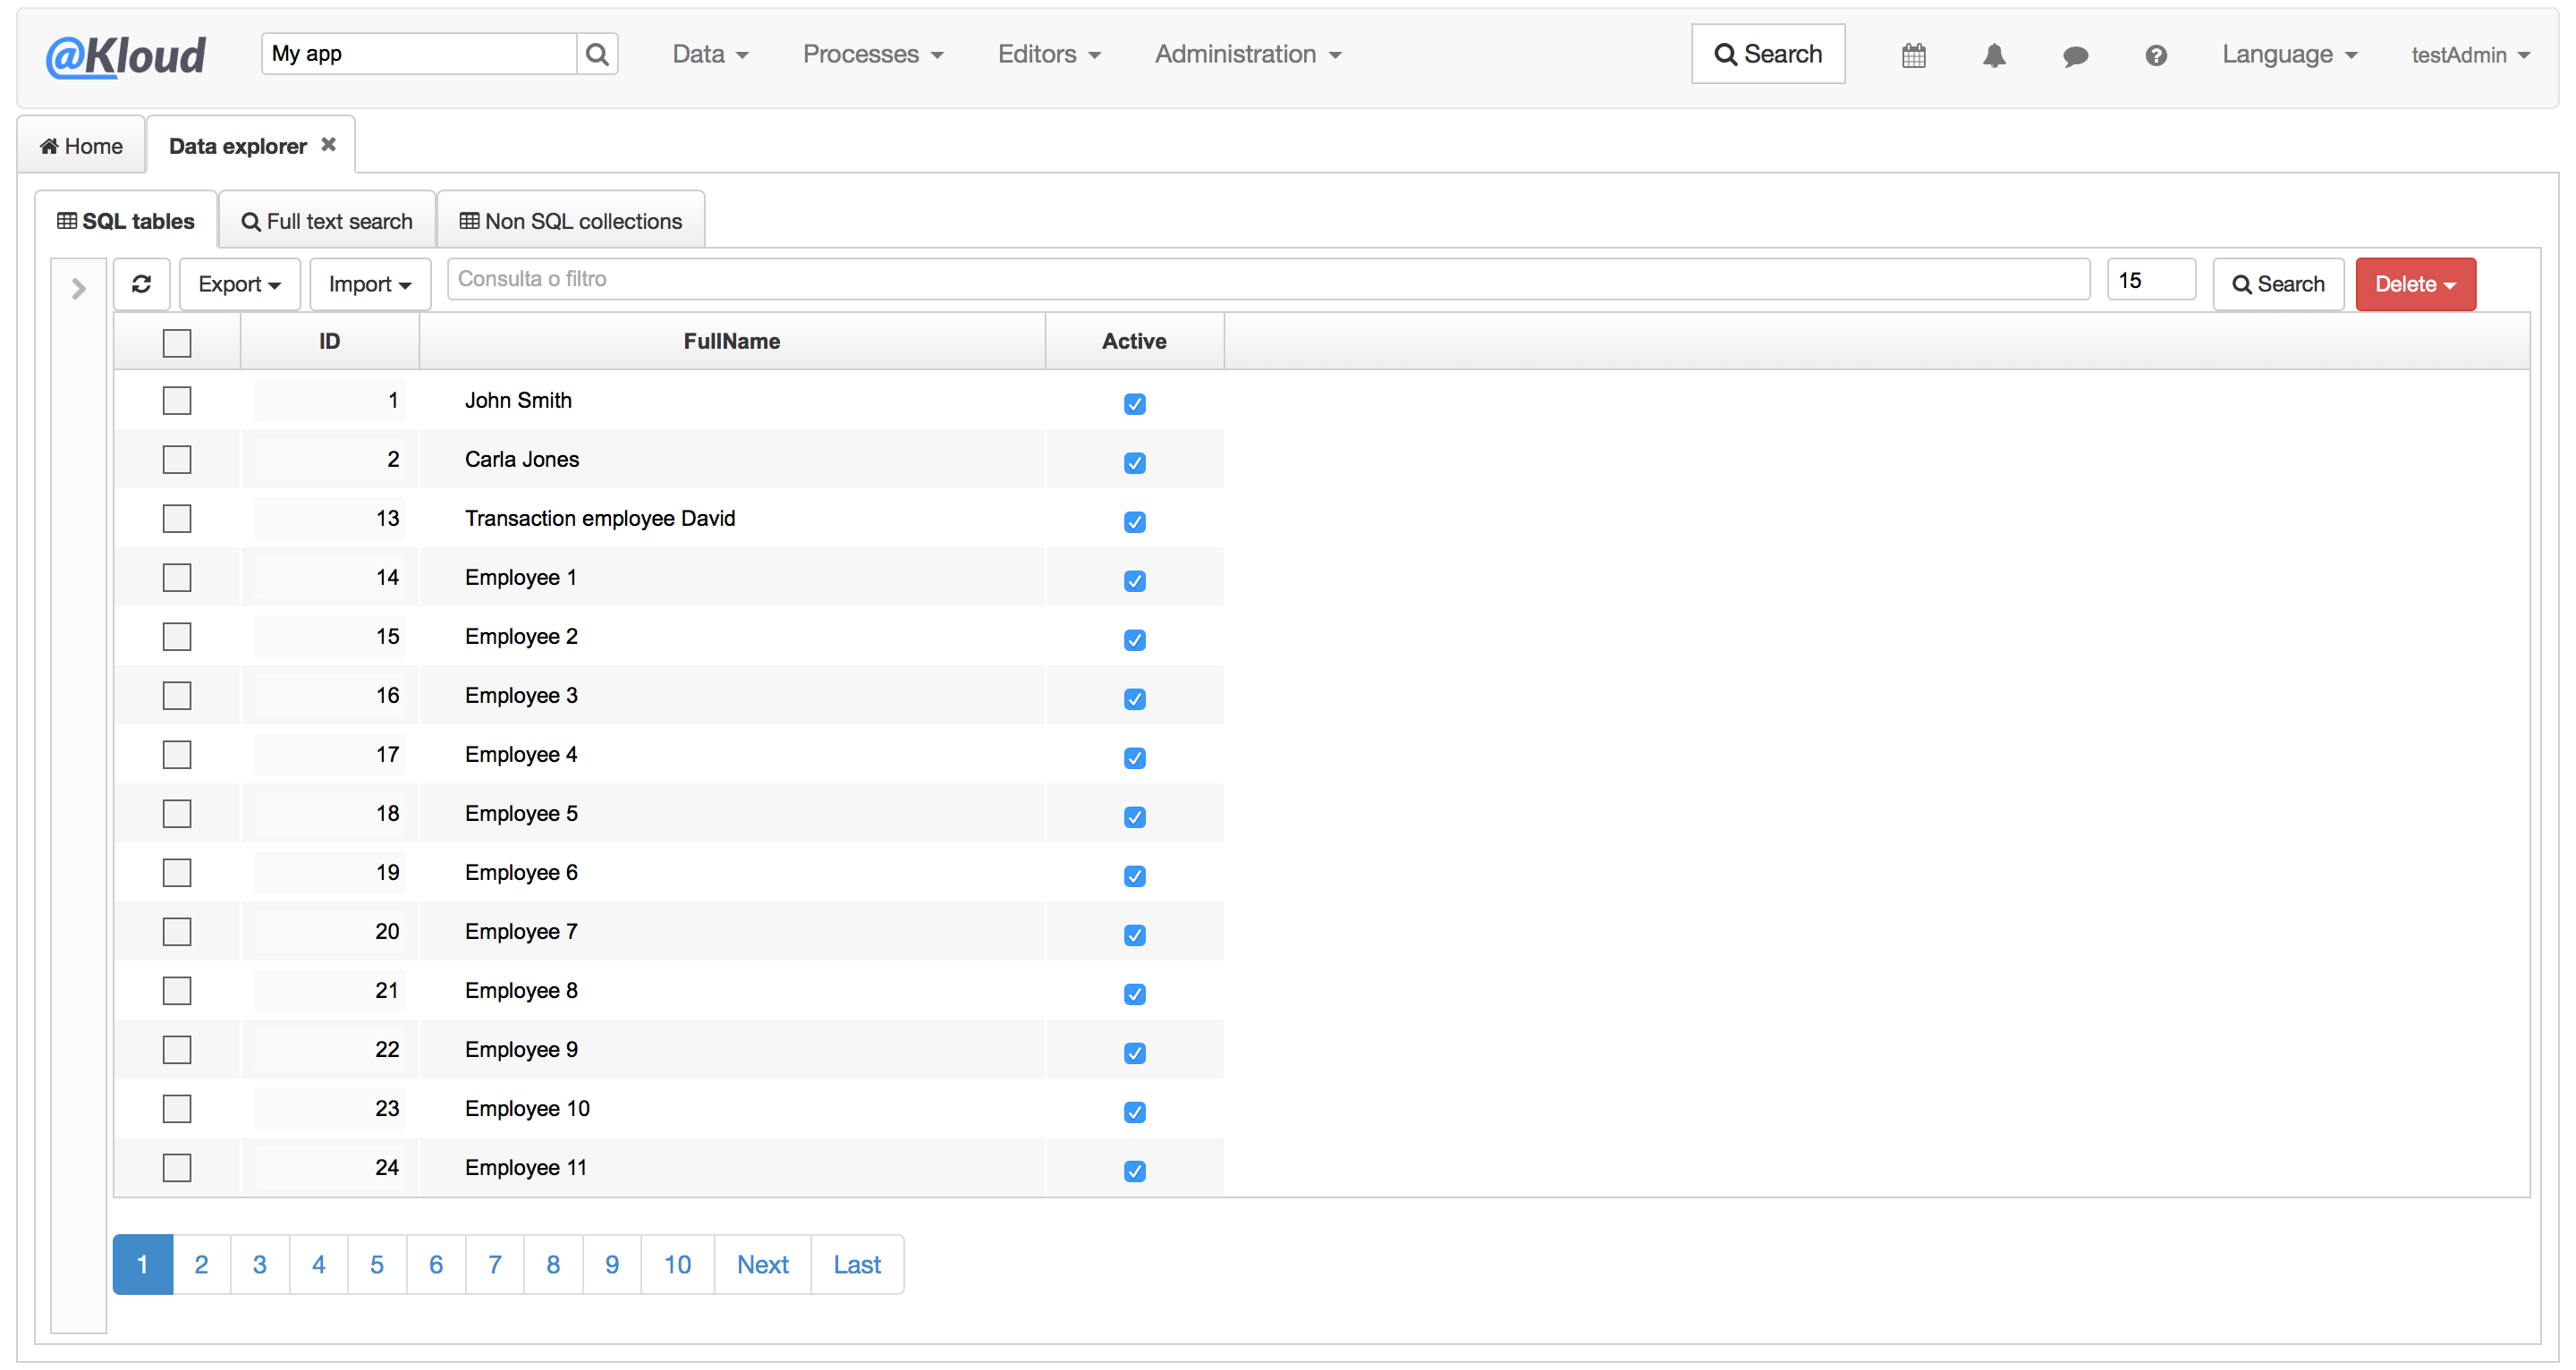 @Kloud My app Data Processes Editors Administration Search Language testAdmin
Home Data explorer
SQL tables Full text search Non SQL collections
Export Import Consulta o filtro 15 Search Delete
ID FullName Active
1 John Smith
2 Carla Jones
13 Transaction employee David
14 Employee 1
15 Employee 2
16 Employee 3
17 Employee 4
18 Employee 5
19 Employee 6
20 Employee 7
21 Employee 8
22 Employee 9
23 Employee 10
24 Employee 11
1 2 3 4 5 6 7 8 9 10 Next Last